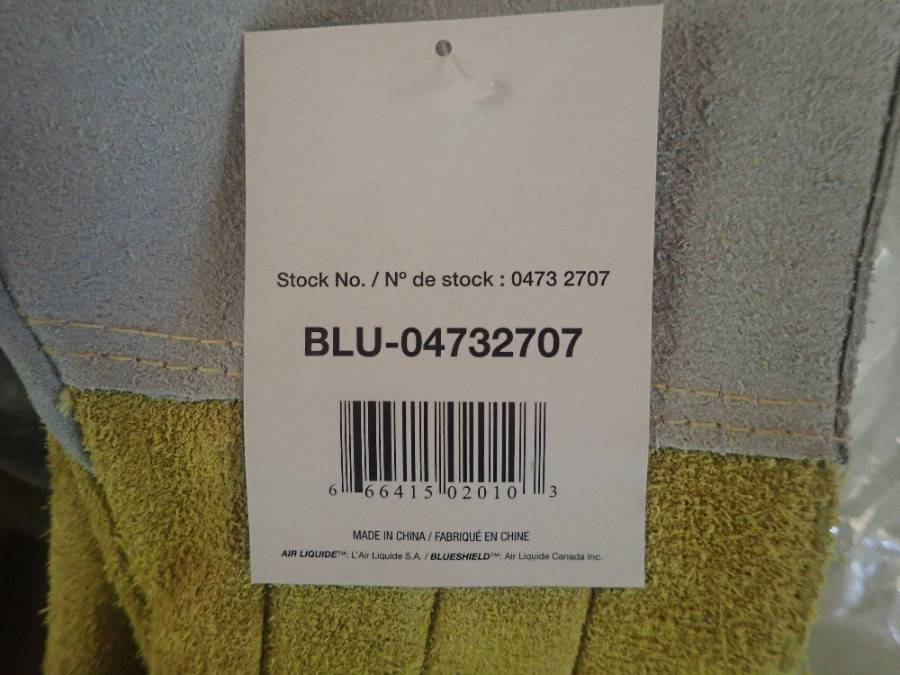 Stock No. / Nº de stock : 0473 2707
BLU-04732707
6 66415 02010 3
MADE IN CHINA / FABRIQUÉ EN CHINE
AIR LIQUIDE™: L'Air Liquide S.A. / BLUESHIELD™: Air Liquide Canada Inc.